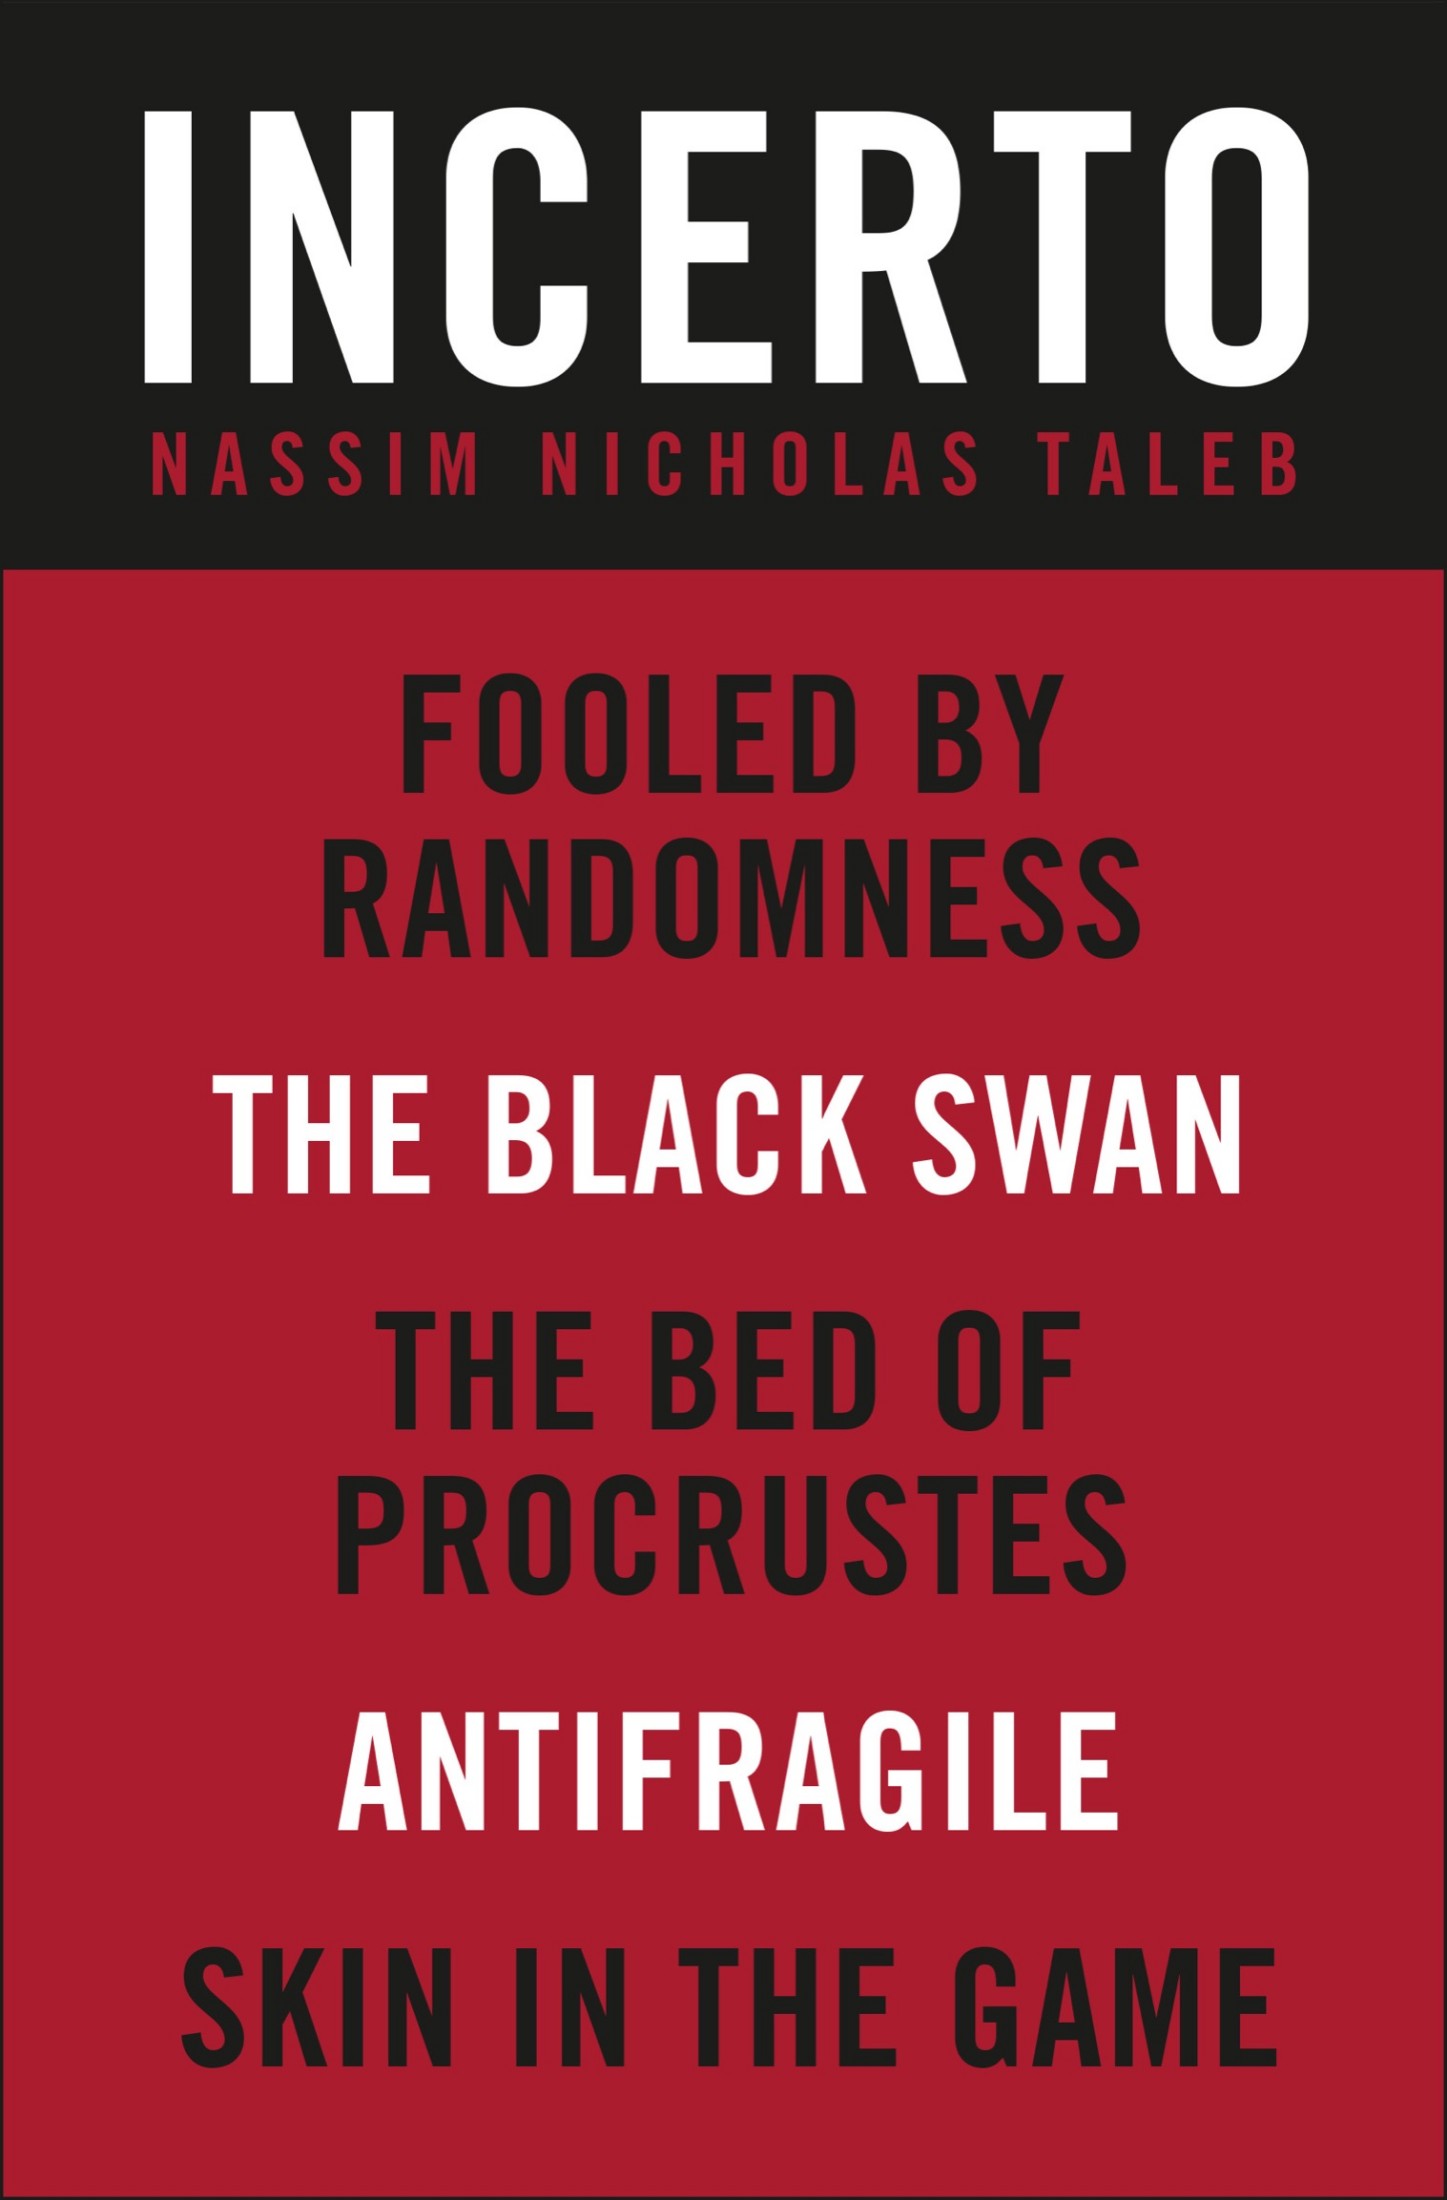 INCERTO
NASSIM NICHOLAS TALEB
FOOLED BY
RANDOMNESS
THE BLACK SWAN
THE BED OF
PROCRUSTES
ANTIFRAGILE
SKIN IN THE GAME